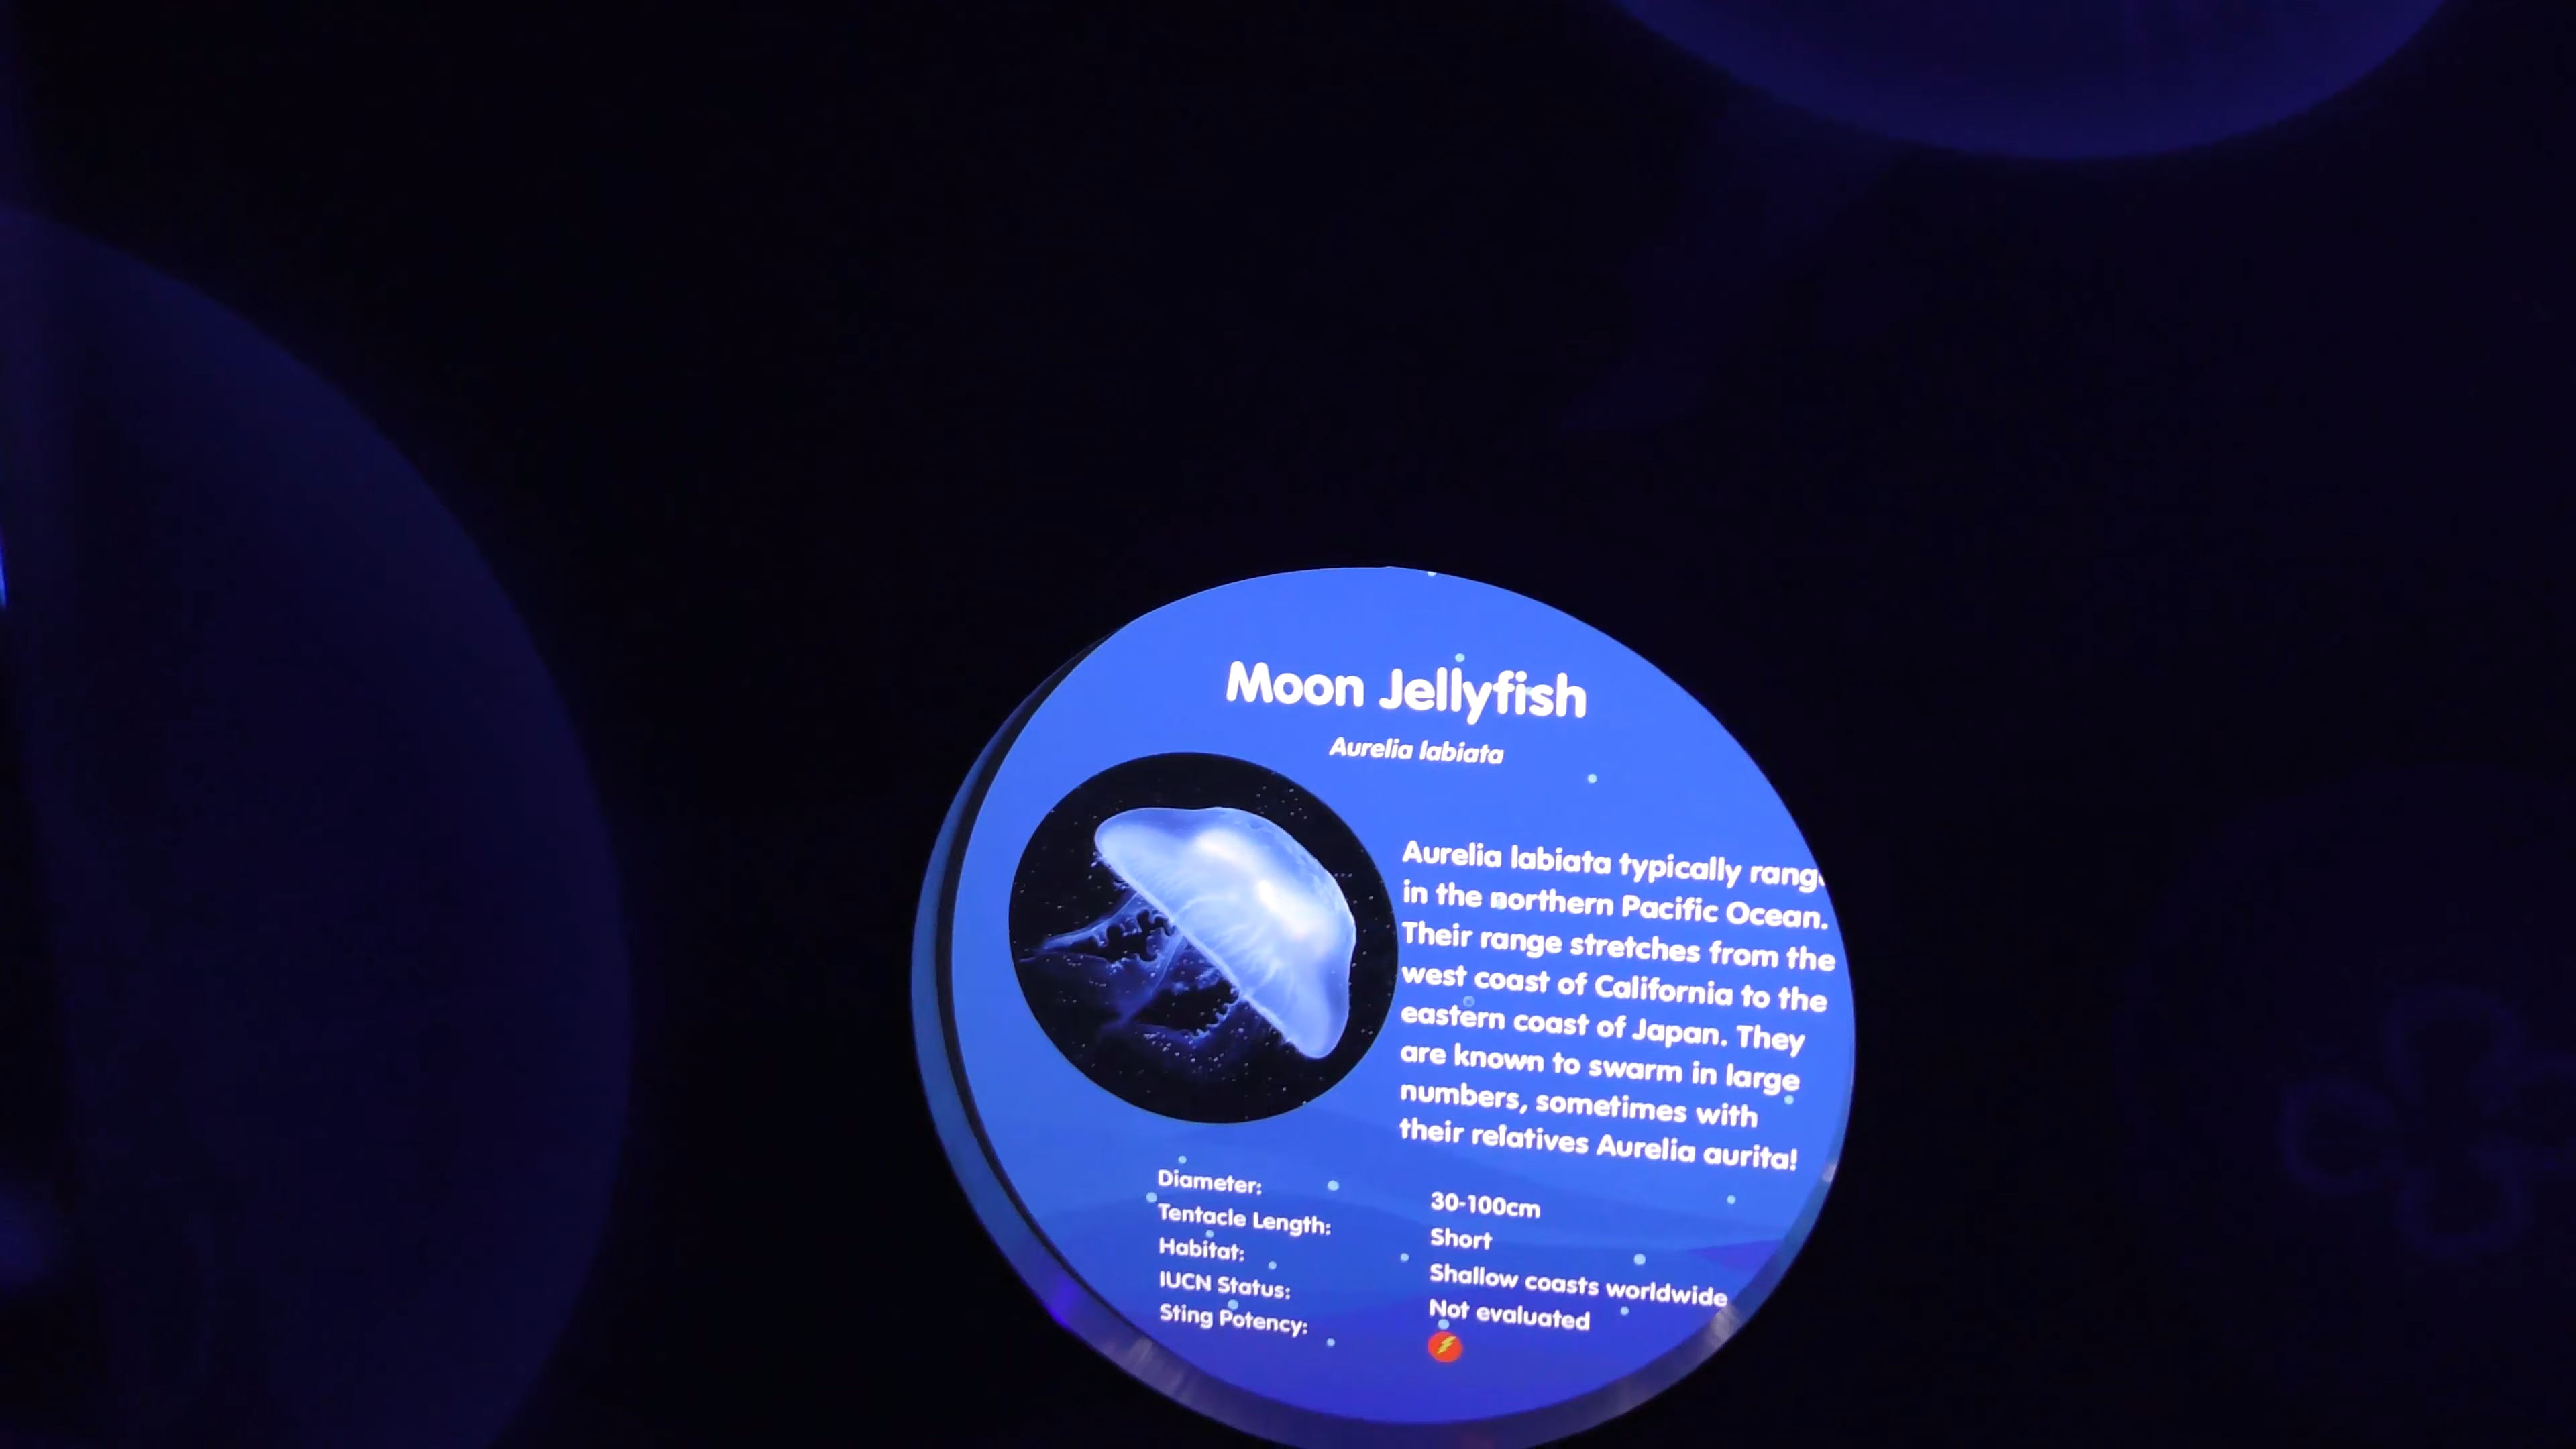 Moon Jellyfish
Aurelia labiata
Aurelia labiata typically
in the northern Pacific Ocean.
Their range stretches from the
west coast of California to the
eastern coast of Japan. They
are known to swarm in large
numbers, sometimes with
their relatives Aurelia aurita!
Diameter: 30-100cm
Tentacle Length: Short
Habitat: Shallow coasts worldwide
IUCN Status: Not evaluated
Sting Potency: